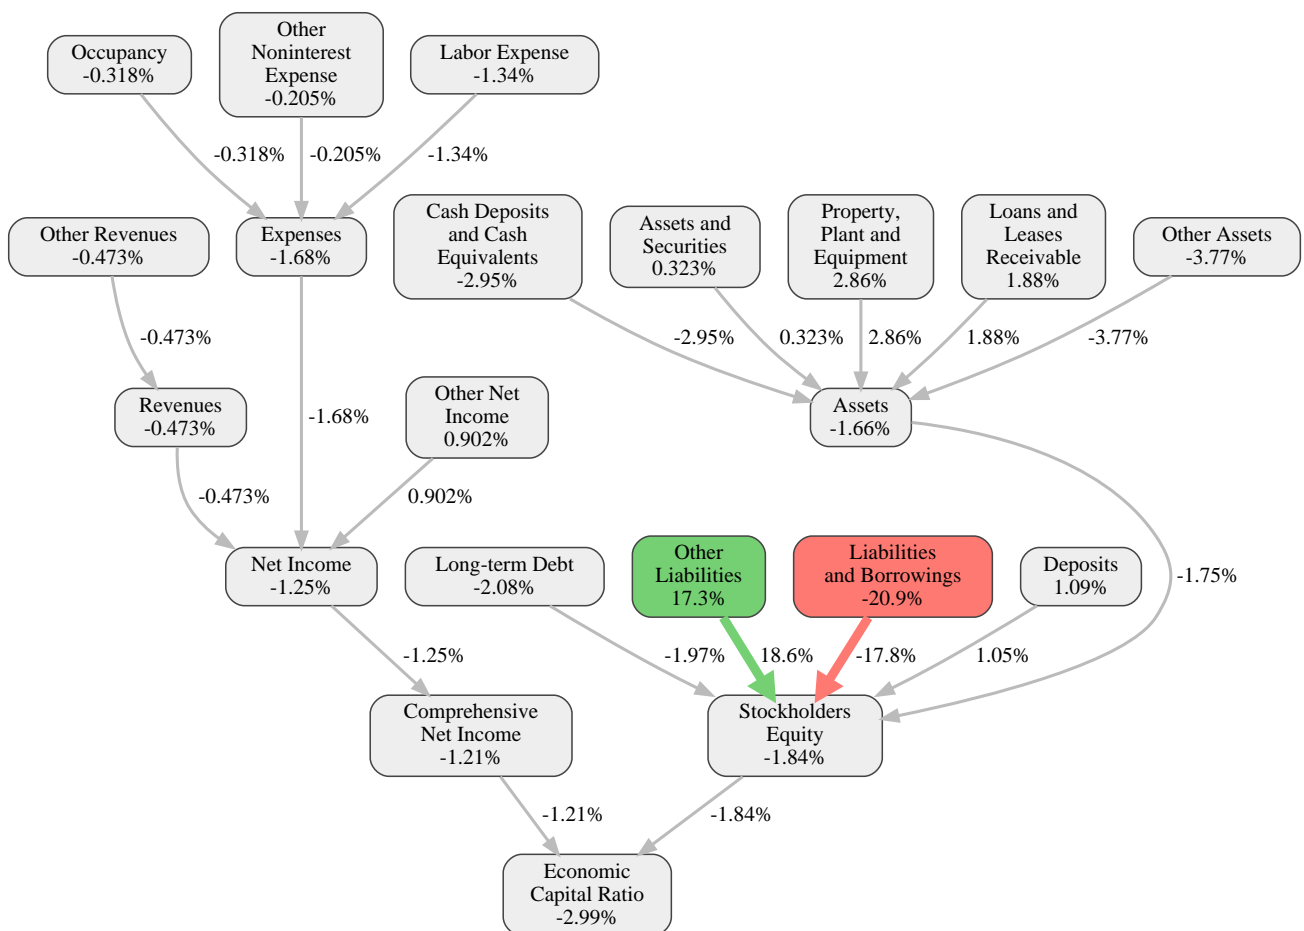 Occupancy
-0.318%
Other
Noninterest
Expense
-0.205%
Labor Expense
-1.34%
-0.318%
-0.205%
-1.34%
Other Revenues
-0.473%
Expenses
-1.68%
Cash Deposits
and Cash
Equivalents
-2.95%
Assets and
Securities
0.323%
Property,
Plant and
Equipment
2.86%
Loans and
Leases
Receivable
1.88%
Other Assets
-3.77%
-0.473%
-2.95%
0.323%
2.86%
1.88%
-3.77%
Revenues
-0.473%
-1.68%
Other Net
Income
0.902%
Assets
-1.66%
-0.473%
0.902%
Net Income
-1.25%
Long-term Debt
-2.08%
Other
Liabilities
17.3%
Liabilities
and Borrowings
-20.9%
Deposits
1.09%
-1.75%
-1.25%
-1.97%
18.6%
-17.8%
1.05%
Comprehensive
Net Income
-1.21%
Stockholders
Equity
-1.84%
-1.21%
-1.84%
Economic
Capital Ratio
-2.99%